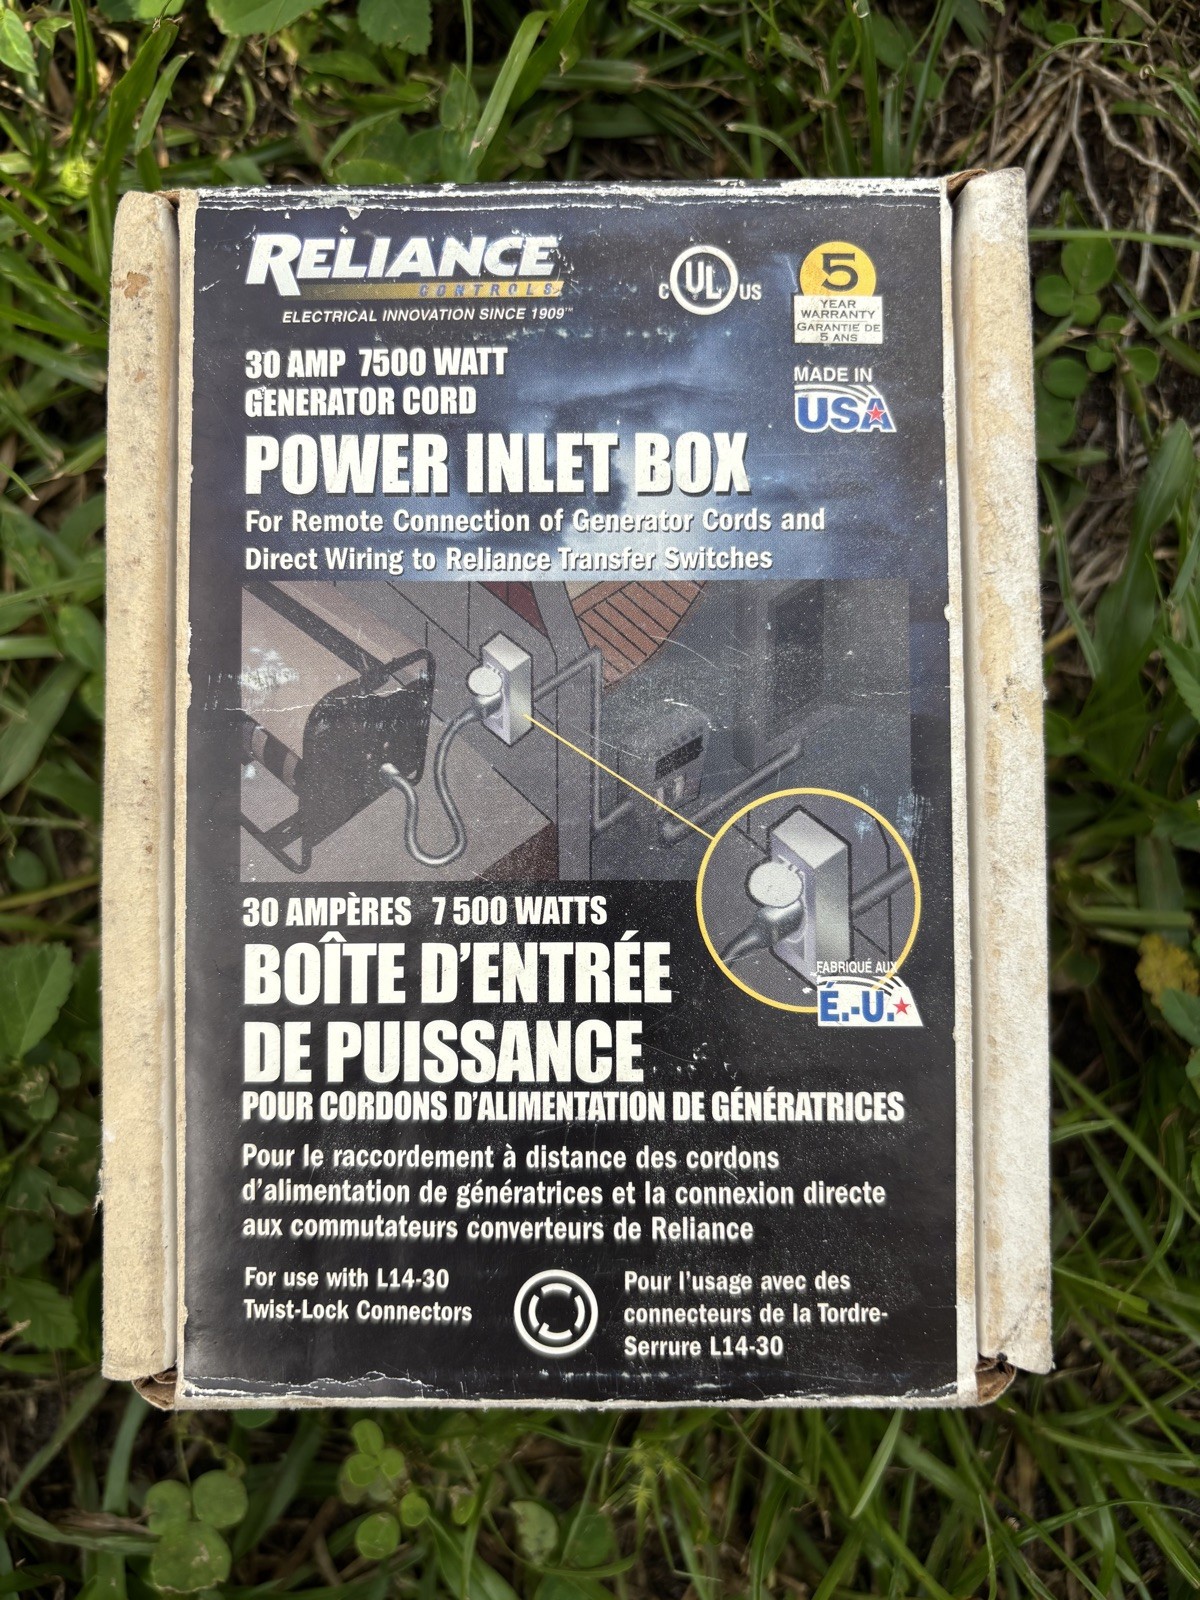 RELIANCE
CONTROLS
ELECTRICAL INNOVATION SINCE 1909™
C UL US
5
YEAR
WARRANTY
GARANTIE DE
5 ANS
MADE IN
USA
30 AMP 7500 WATT
GENERATOR CORD
POWER INLET BOX
For Remote Connection of Generator Cords and
Direct Wiring to Reliance Transfer Switches
30 AMPÈRES 7 500 WATTS
BOÎTE D'ENTRÉE
DE PUISSANCE
FABRIQUÉ AUX
É.-U.
POUR CORDONS D'ALIMENTATION DE GÉNÉRATRICES
Pour le raccordement à distance des cordons
d'alimentation de génératrices et la connexion directe
aux commutateurs converteurs de Reliance
For use with L14-30
Twist-Lock Connectors
Pour l'usage avec des
connecteurs de la Tordre-
Serrure L14-30